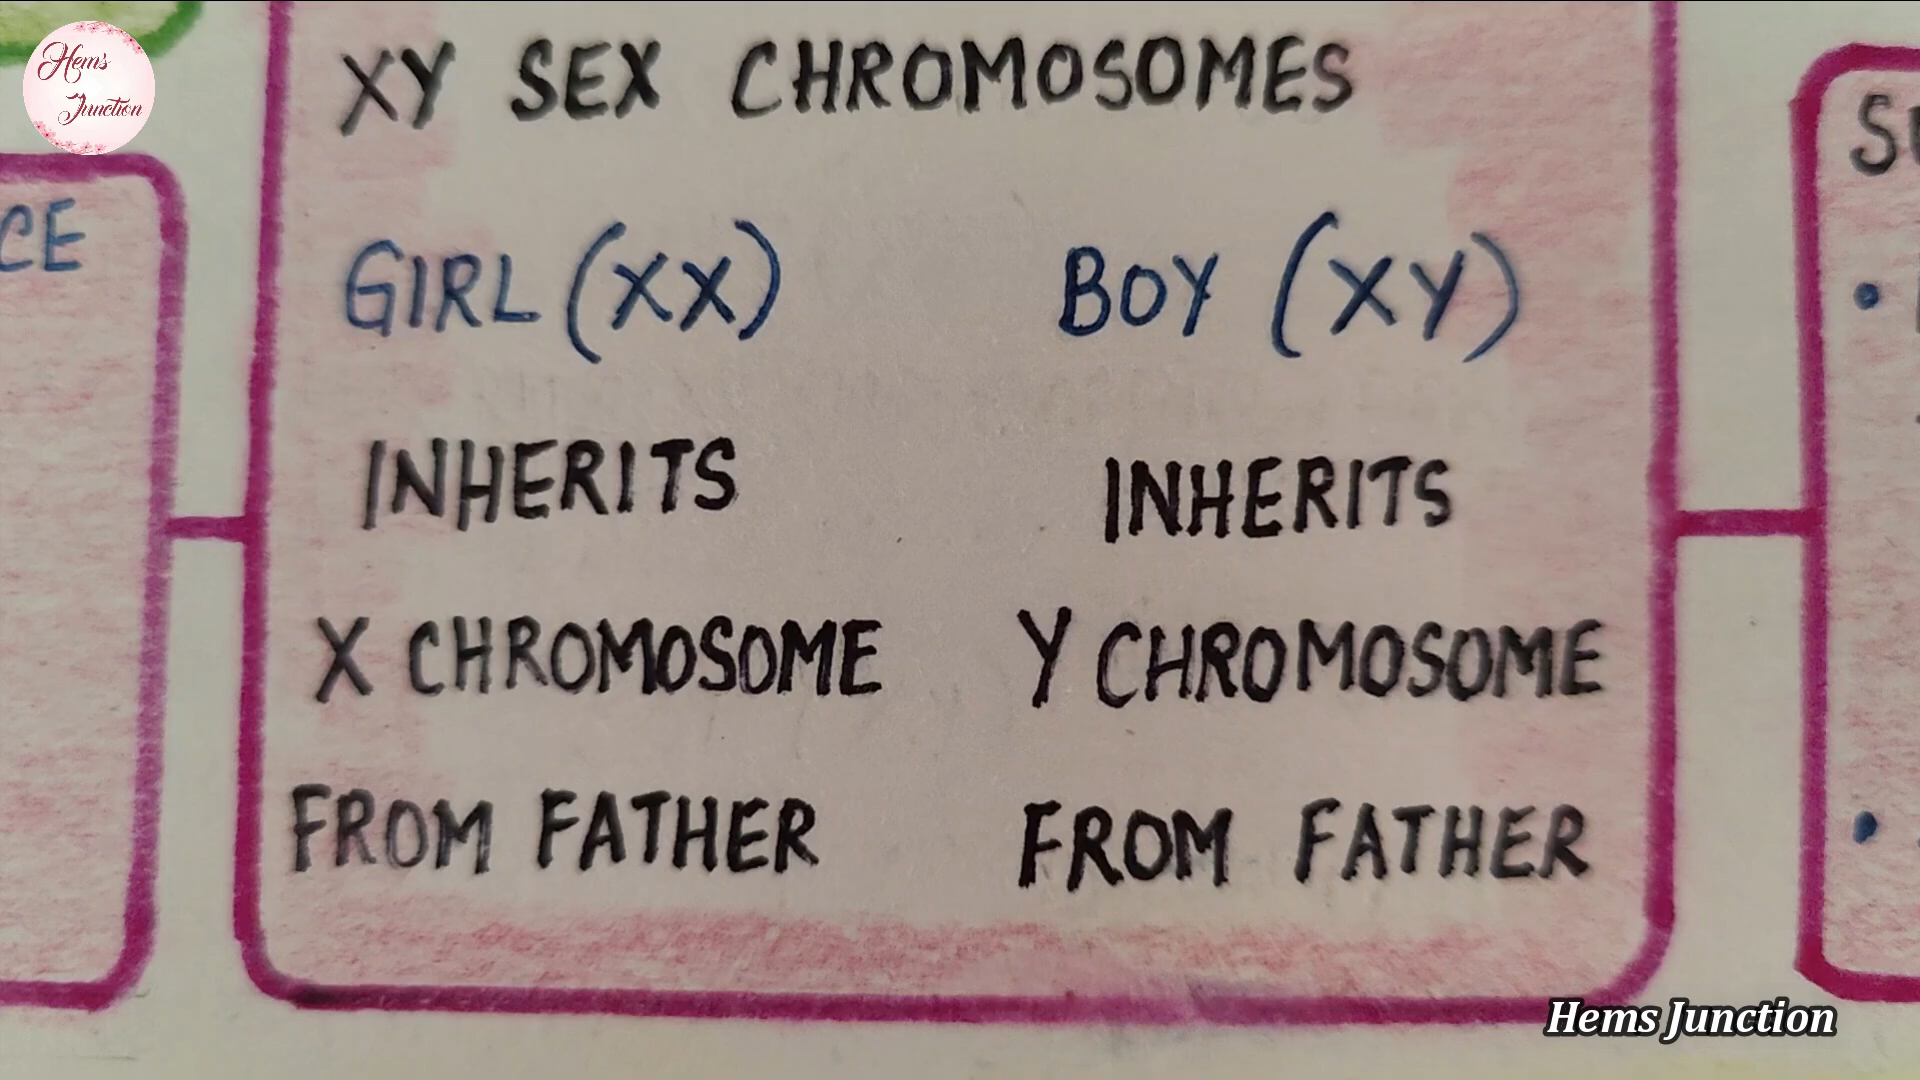 Hems Junction
XY SEX CHROMOSOMES
CE
GIRL (XX) BOY (XY)
INHERITS INHERITS
X CHROMOSOME Y CHROMOSOME
FROM FATHER FROM FATHER
Hems Junction